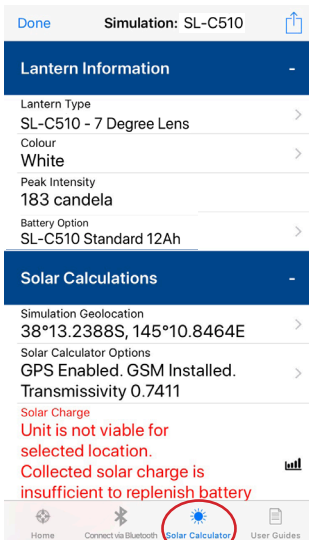 Done Simulation: SL-C510
Lantern Information -
Lantern Type
SL-C510 - 7 Degree Lens
Colour
White
Peak Intensity
183 candela
Battery Option
SL-C510 Standard 12Ah
Solar Calculations -
Simulation Geolocation
38°13.2388S, 145°10.8464E
Solar Calculator Options
GPS Enabled. GSM Installed.
Transmissivity 0.7411
Solar Charge
Unit is not viable for
selected location.
Collected solar charge is
insufficient to replenish battery
Home Connect via Bluetooth Solar Calculator User Guides